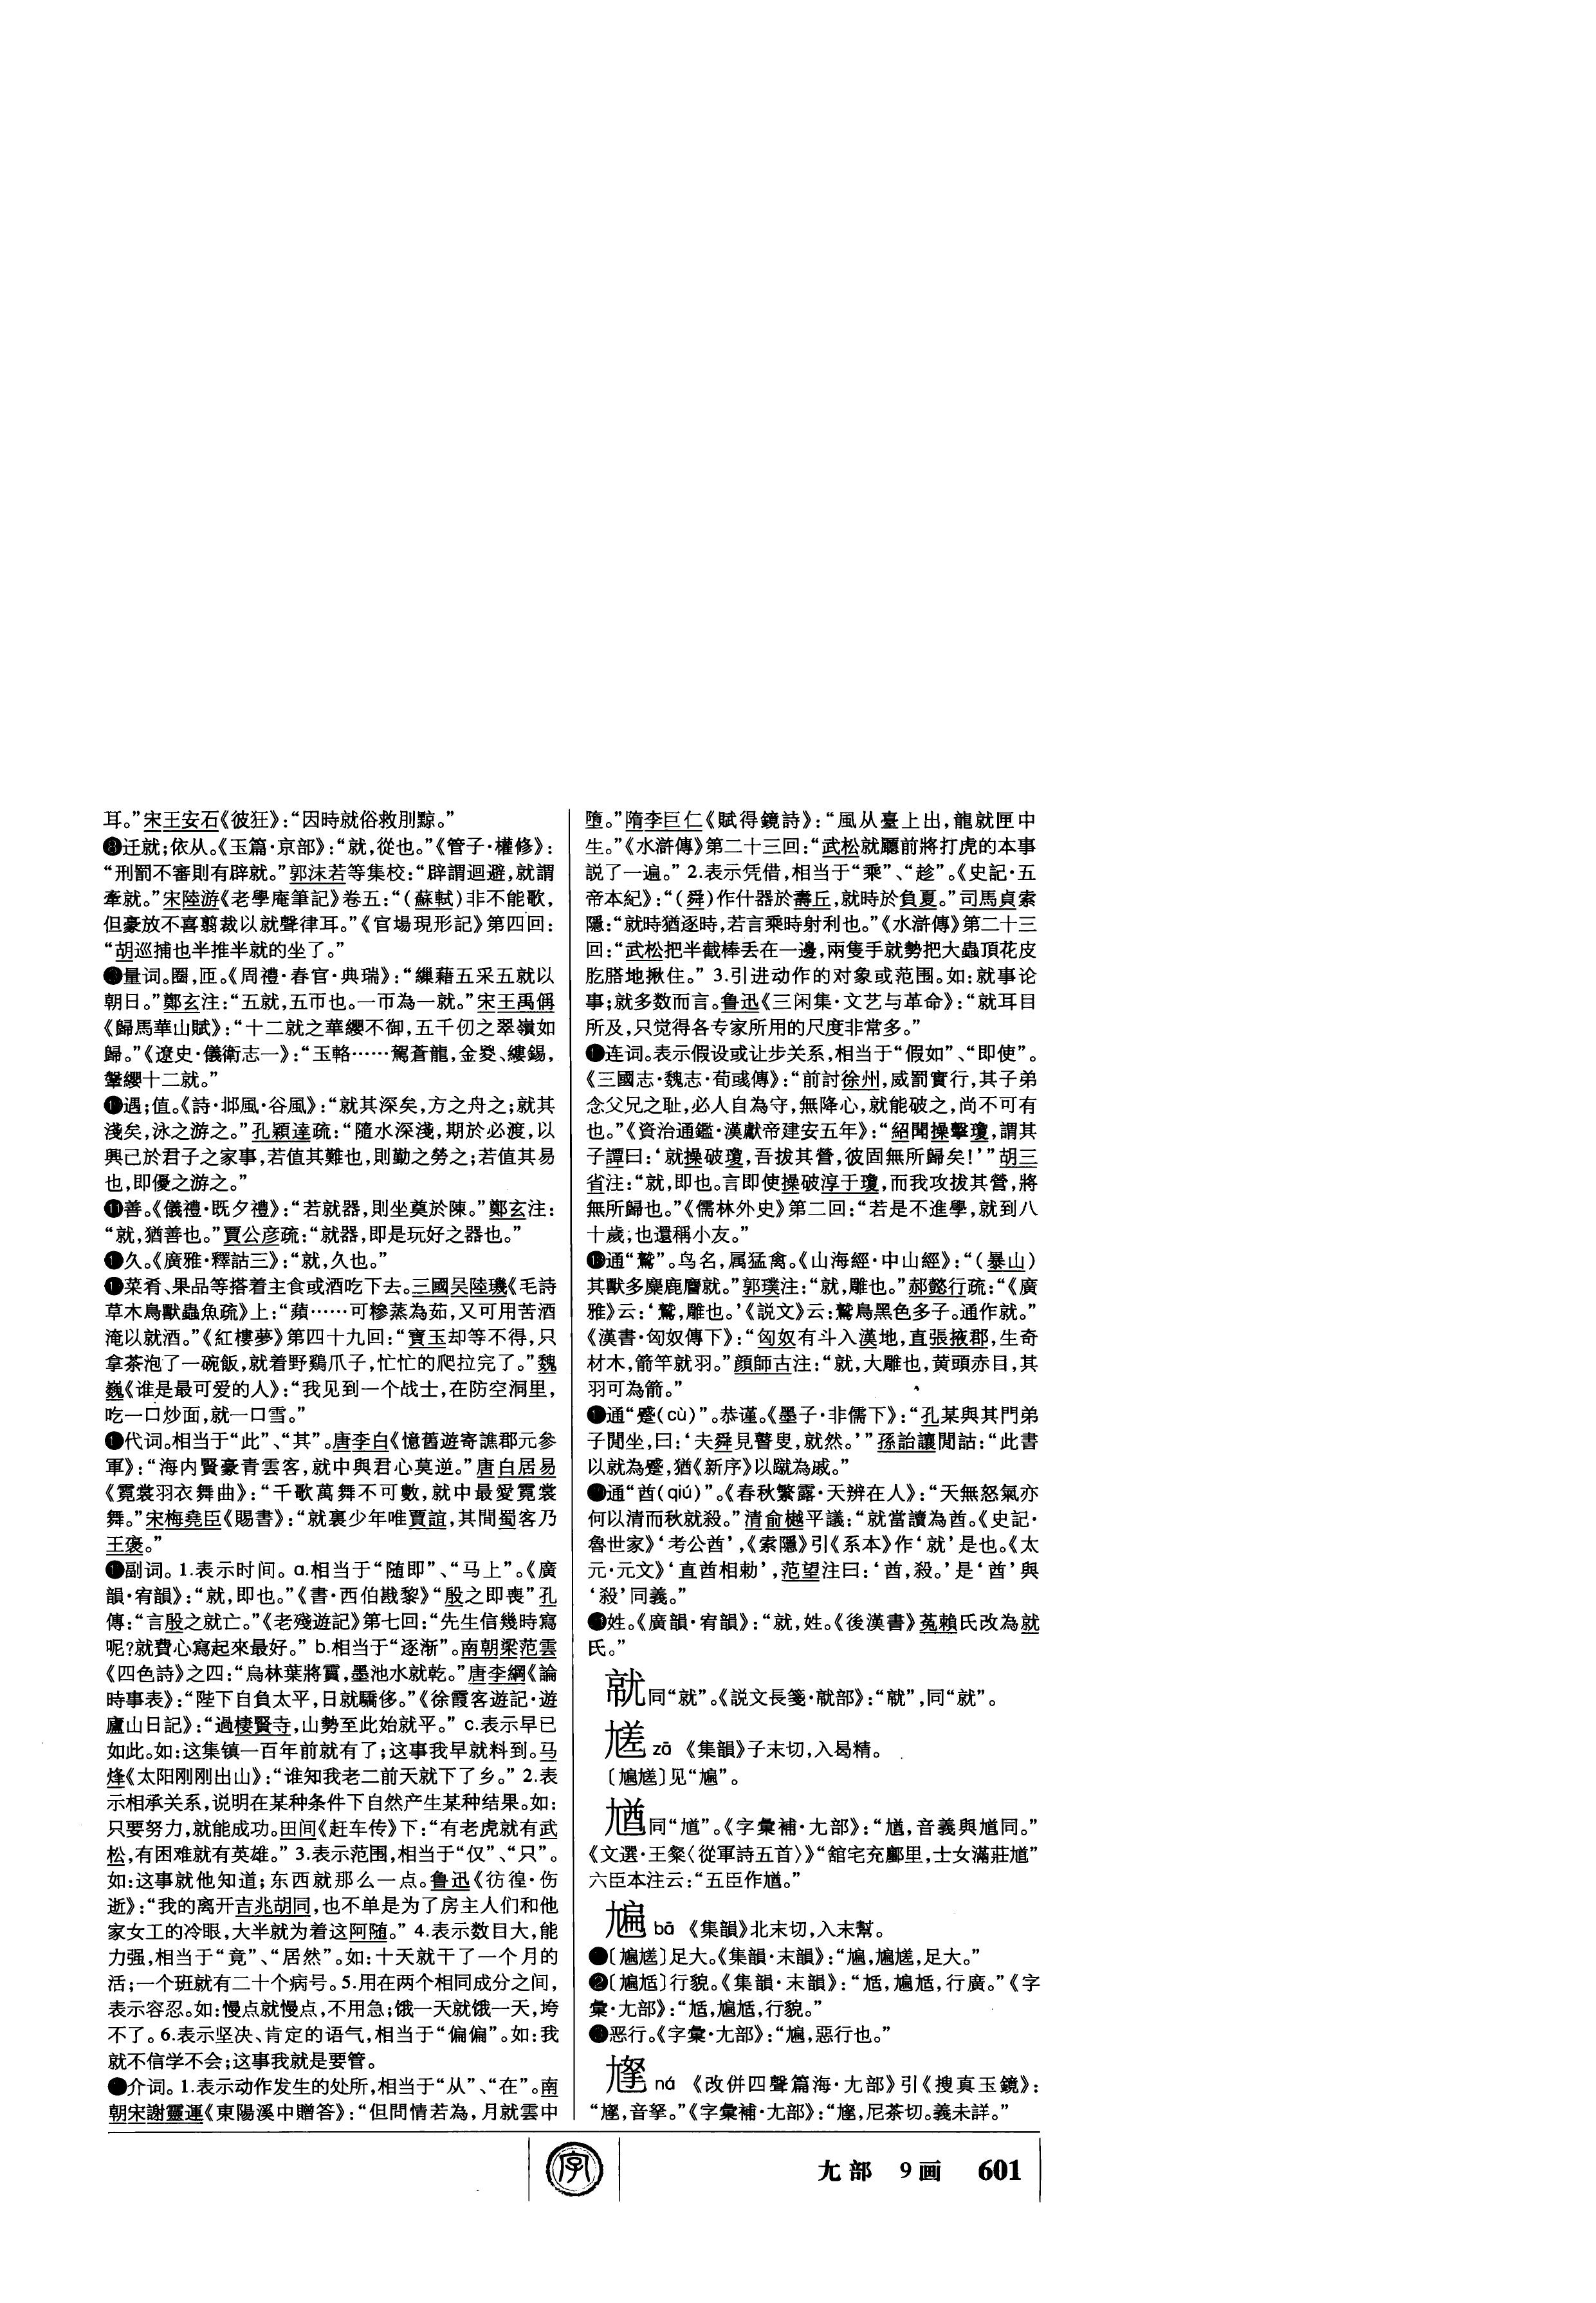 耳。”宋王安石《彼狂》：“因時就俗救刖黥。”
❽迁就；依从。《玉篇·京部》：“就，從也。”《管子·權修》：
“刑罰不審則有辟就。”郭沫若等集校：“辟謂迴避，就謂
牽就。”宋陸游《老學庵筆記》卷五：“（蘇軾）非不能歌，
但豪放不喜翦裁以就聲律耳。”《官場現形記》第四回：
“胡巡捕也半推半就的坐了。”
量词。圈，匝。《周禮·春官·典瑞》：“繅藉五采五就以
朝日。”鄭玄注：“五就，五帀也。一帀為一就。”宋王禹偁
《歸馬華山賦》：“十二就之華纓不御，五千仞之翠嶺如
歸。”《遼史·儀衛志一》：“玉輅……駕蒼龍，金㚇、縷錫，
鞶纓十二就。”
遇；值。《詩·邶風·谷風》：“就其深矣，方之舟之；就其
淺矣，泳之游之。”孔穎達疏：“隨水深淺，期於必渡，以
興己於君子之家事，若值其難也，則勤之勞之；若值其易
也，即優之游之。”
⓫善。《儀禮·既夕禮》：“若就器，則坐奠於陳。”鄭玄注：
“就，猶善也。”賈公彦疏：“就器，即是玩好之器也。”
久。《廣雅·釋詁三》：“就，久也。”
菜肴、果品等搭着主食或酒吃下去。三國吴陸璣《毛詩
草木鳥獸蟲魚疏》上：“蘋……可糝蒸為茹，又可用苦酒
淹以就酒。”《紅樓夢》第四十九回：“寶玉却等不得，只
拿茶泡了一碗飯，就着野鷄爪子，忙忙的爬拉完了。”魏
巍《谁是最可爱的人》：“我见到一个战士，在防空洞里，
吃一口炒面，就一口雪。”
代词。相当于“此”、“其”。唐李白《憶舊遊寄譙郡元參
軍》：“海内賢豪青雲客，就中與君心莫逆。”唐白居易
《霓裳羽衣舞曲》：“千歌萬舞不可數，就中最愛霓裳
舞。”宋梅堯臣《賜書》：“就裏少年唯賈誼，其間蜀客乃
王褒。”
副词。1.表示时间。a.相当于“随即”、“马上”。《廣
韻·宥韻》：“就，即也。”《書·西伯戡黎》“殷之即喪”孔
傳：“言殷之就亡。”《老殘遊記》第七回：“先生信幾時寫
呢？就費心寫起來最好。”b.相当于“逐渐”。南朝梁范雲
《四色詩》之四：“烏林葉將霣，墨池水就乾。”唐李綱《論
時事表》：“陛下自負太平，日就驕侈。”《徐霞客遊記·遊
廬山日記》：“過棲賢寺，山勢至此始就平。”c.表示早已
如此。如：这集镇一百年前就有了；这事我早就料到。马
烽《太阳刚刚出山》：“谁知我老二前天就下了乡。”2.表
示相承关系，说明在某种条件下自然产生某种结果。如：
只要努力，就能成功。田间《赶车传》下：“有老虎就有武
松，有困难就有英雄。”3.表示范围，相当于“仅”、“只”。
如：这事就他知道；东西就那么一点。鲁迅《彷徨·伤
逝》：“我的离开吉兆胡同，也不单是为了房主人们和他
家女工的冷眼，大半就为着这阿随。”4.表示数目大，能
力强，相当于“竟”、“居然”。如：十天就干了一个月的
活；一个班就有二十个病号。5.用在两个相同成分之间，
表示容忍。如：慢点就慢点，不用急；饿一天就饿一天，垮
不了。6.表示坚决、肯定的语气，相当于“偏偏”。如：我
就不信学不会；这事我就是要管。
介词。1.表示动作发生的处所，相当于“从”、“在”。南
朝宋謝靈運《東陽溪中贈答》：“但問情若為，月就雲中
墮。”隋李巨仁《賦得鏡詩》：“風从臺上出，龍就匣中
生。”《水滸傳》第二十三回：“武松就廳前將打虎的本事
説了一遍。”2.表示凭借，相当于“乘”、“趁”。《史記·五
帝本紀》：“（舜）作什器於壽丘，就時於負夏。”司馬貞索
隱：“就時猶逐時，若言乘時射利也。”《水滸傳》第二十三
回：“武松把半截棒丢在一邊，兩隻手就勢把大蟲頂花皮
肐膅地揪住。”3.引进动作的对象或范围。如：就事论
事；就多数而言。鲁迅《三闲集·文艺与革命》：“就耳目
所及，只觉得各专家所用的尺度非常多。”
连词。表示假设或让步关系，相当于“假如”、“即使”。
《三國志·魏志·荀彧傳》：“前討徐州，威罰實行，其子弟
念父兄之耻，必人自為守，無降心，就能破之，尚不可有
也。”《資治通鑑·漢獻帝建安五年》：“紹聞操擊瓊，謂其
子譚曰：‘就操破瓊，吾拔其營，彼固無所歸矣！’”胡三
省注：“就，即也。言即使操破淳于瓊，而我攻拔其營，將
無所歸也。”《儒林外史》第二回：“若是不進學，就到八
十歲；也還稱小友。”
通“鷲”。鸟名，属猛禽。《山海經·中山經》：“（暴山）
其獸多麋鹿麐就。”郭璞注：“就，雕也。”郝懿行疏：“《廣
雅》云：‘鷲，雕也。’《説文》云：鷲鳥黑色多子。通作就。”
《漢書·匈奴傳下》：“匈奴有斗入漢地，直張掖郡，生奇
材木，箭竿就羽。”顔師古注：“就，大雕也，黄頭赤目，其
羽可為箭。”
通“蹙(cù)”。恭谨。《墨子·非儒下》：“孔某與其門弟
子閒坐，曰：‘夫舜見瞽叟，就然。’”孫詒讓閒詁：“此書
以就為蹙，猶《新序》以蹴為戚。”
通“酋(qiú)”。《春秋繁露·天辨在人》：“天無怒氣亦
何以清而秋就殺。”清俞樾平議：“就當讀為酋。《史記·
魯世家》‘考公酋’，《索隱》引《系本》作‘就’是也。《太
元·元文》‘直酋相勅’，范望注曰：‘酋，殺。’是‘酋’與
‘殺’同義。”
姓。《廣韻·宥韻》：“就，姓。《後漢書》菟賴氏改為就
氏。”
同“就”。《説文長箋·𡯁部》：“”，同“就”。
zā 《集韻》子末切，入曷精。
见“”。
同“尵”。《字彙補·尢部》：“，音義與馗同。”
《文選·王粲〈從軍詩五首〉》“舘宅充鄽里，士女滿莊馗”
六臣本注云：“五臣作。”
bā 《集韻》北末切，入末幫。
足大。《集韻·末韻》：“足大。”
❷行貌。《集韻·末韻》：“行廣。”《字
彙·尢部》：“行貌。”
恶行。《字彙·尢部》：“，惡行也。”
ná 《改併四聲篇海·尢部》引《搜真玉鏡》：
“，音拏。”《字彙補·尢部》：“，尼茶切。義未詳。”
字
尢部 9画 601